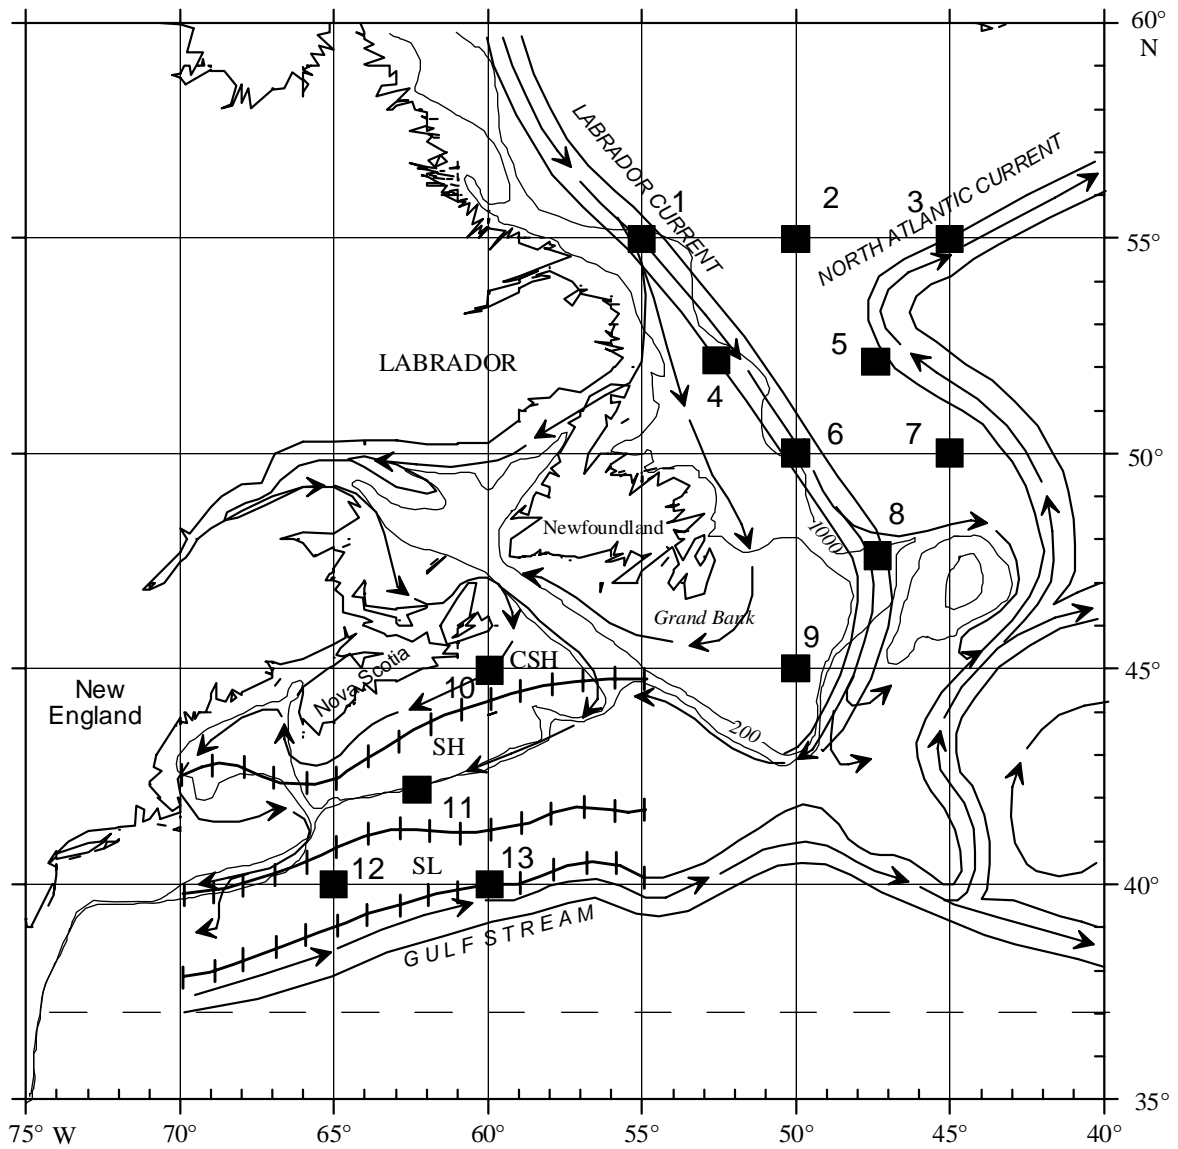 60°
N
LABRADOR CURRENT
NORTH ATLANTIC CURRENT
1
2
3
55°
5
LABRADOR
4
6
7
50°
8
Newfoundland
1000
Grand Bank
9
CSH
45°
Nova Scotia
10
New
England
200
SH
11
12
SL
13
40°
GULF STREAM
35°
75° W
70°
65°
60°
55°
50°
45°
40°